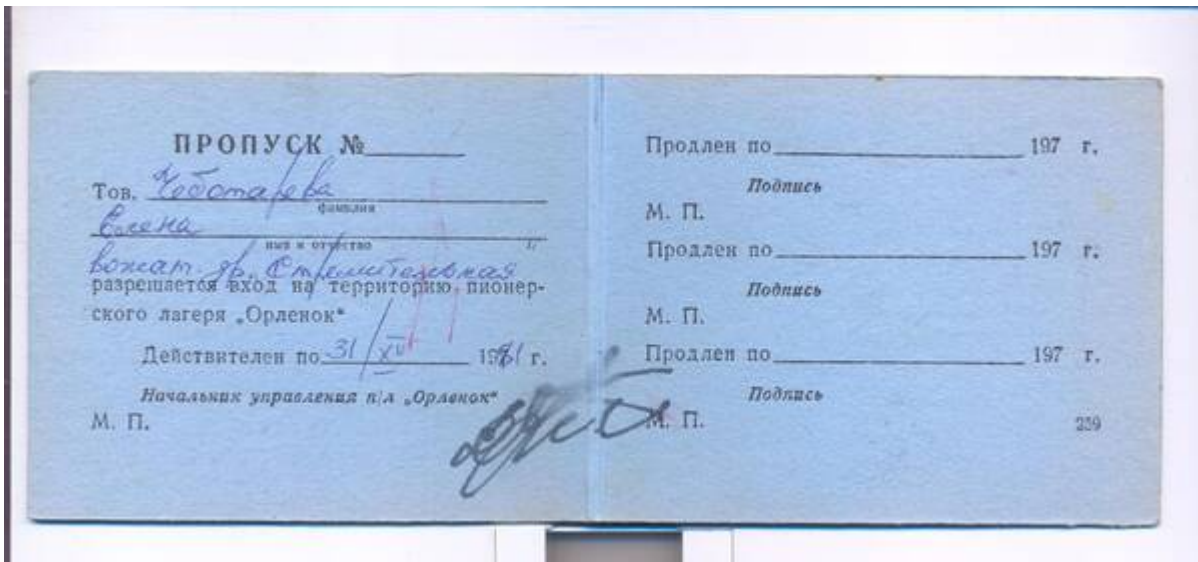 ПРОПУСК №
Тов. Чеботарева
фамилия
Елена
имя и отчество
вожат. др. Стремительная
разрешается вход на территорию пионер-
ского лагеря „Орленок“
Действителен по 31/XII 1981 г.
Начальник управления п/л „Орленок“
М. П.
Продлен по 197 г.
Подпись
М. П.
Продлен по 197 г.
Подпись
М. П.
Продлен по 197 г.
Подпись
М. П.
259